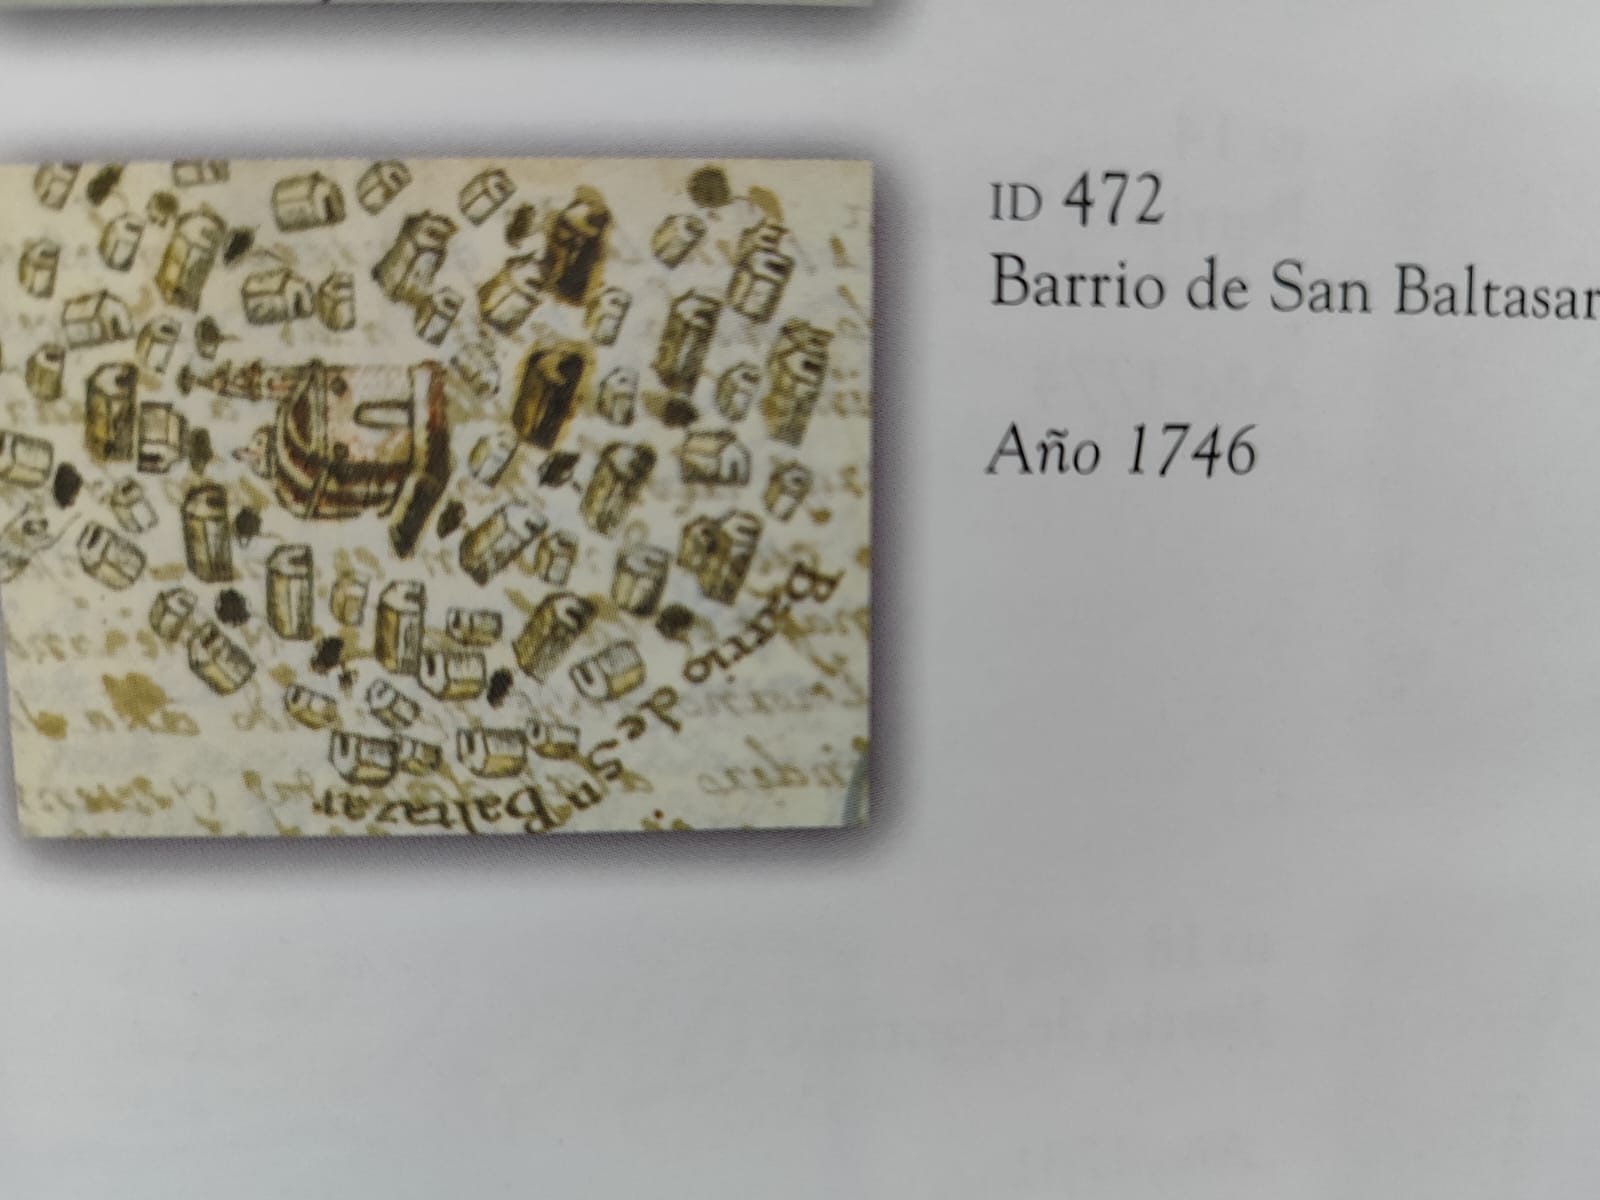 ID 472
Barrio de San Baltasar
Año 1746
Barrio de Sn Baltazar